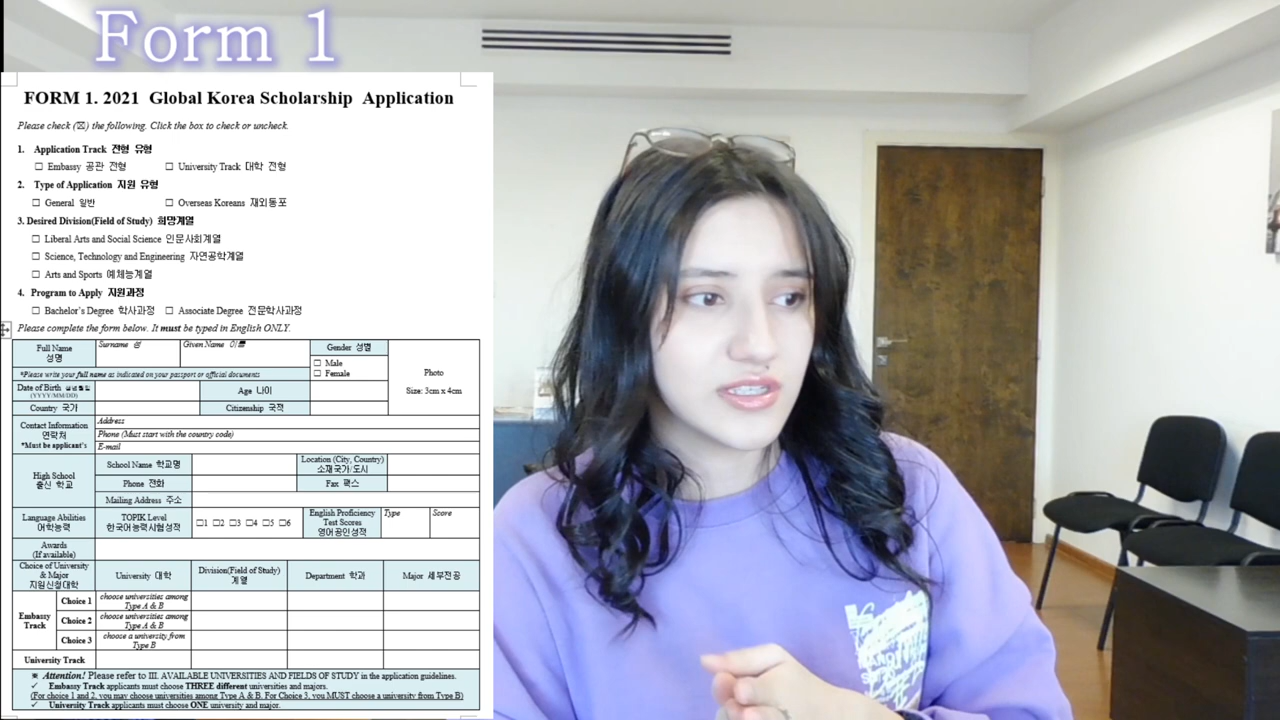 Form 1
FORM 1. 2021 Global Korea Scholarship Application
Please check (☒) the following. Click the box to check or uncheck.
1. Application Track 전형 유형
☐ Embassy 공관 전형 ☐ University Track 대학 전형
2. Type of Application 지원 유형
☐ General 일반 ☐ Overseas Koreans 재외동포
3. Desired Division(Field of Study) 희망계열
☐ Liberal Arts and Social Science 인문사회계열
☐ Science, Technology and Engineering 자연공학계열
☐ Arts and Sports 예체능계열
4. Program to Apply 지원과정
☐ Bachelor's Degree 학사과정 ☐ Associate Degree 전문학사과정
Please complete the form below. It must be typed in English ONLY.
Full Name 성명 Surname 성 Given Name 이름 Gender 성별
☐ Male
☐ Female
Photo
Size: 3cm x 4cm
*Please write your full name as indicated on your passport or official documents
Date of Birth 생년월일 (YYYY/MM/DD) Age 나이
Country 국가 Citizenship 국적
Contact Information 연락처 *Must be applicant's
Address
Phone (Must start with the country code)
E-mail
High School 출신 학교
School Name 학교명 Location (City, Country) 소재국가/도시
Phone 전화 Fax 팩스
Mailing Address 주소
Language Abilities 어학능력 TOPIK Level 한국어능력시험성적 ☐1 ☐2 ☐3 ☐4 ☐5 ☐6 English Proficiency Test Scores 영어공인성적 Type Score
Awards (If available)
Choice of University & Major 지원신청대학 University 대학 Division(Field of Study) 계열 Department 학과 Major 세부전공
Embassy Track
Choice 1 choose universities among Type A & B
Choice 2 choose universities among Type A & B
Choice 3 choose a university from Type B
University Track
※ Attention! Please refer to III. AVAILABLE UNIVERSITIES AND FIELDS OF STUDY in the application guidelines.
✓ Embassy Track applicants must choose THREE different universities and majors.
(For choice 1 and 2, you may choose universities among Type A & B. For Choice 3, you MUST choose a university from Type B)
✓ University Track applicants must choose ONE university and major.